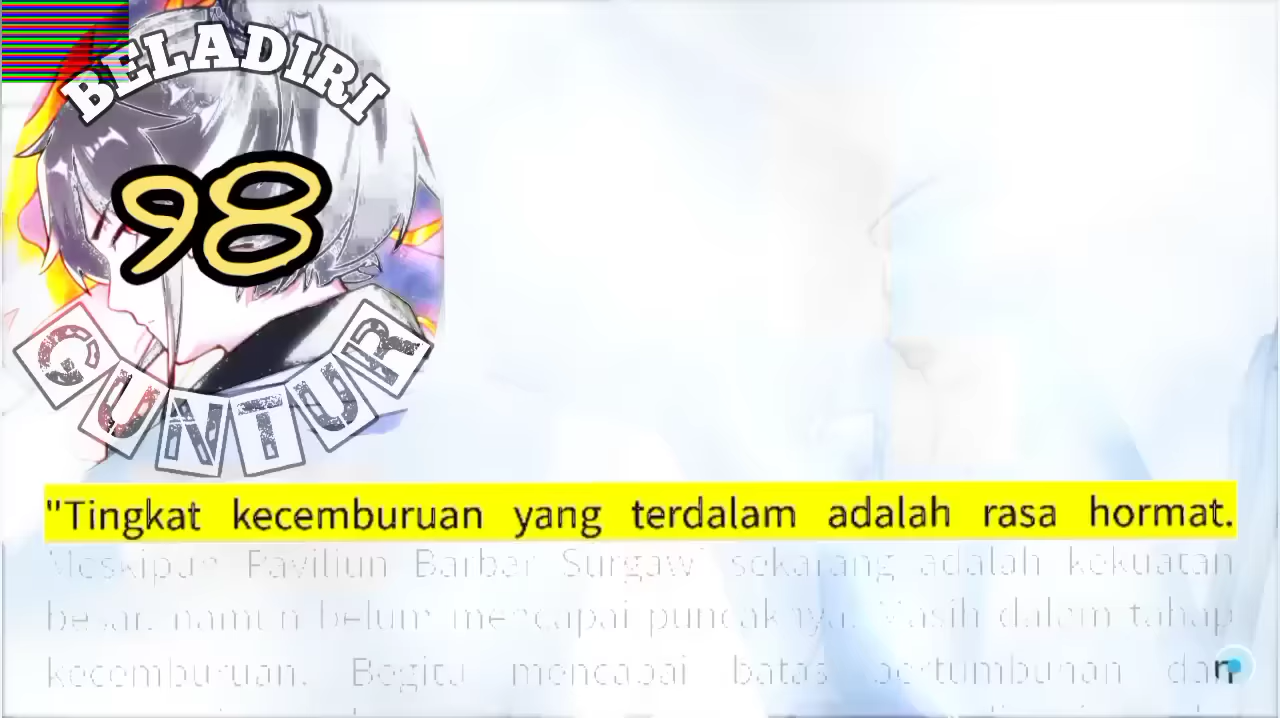 BELADIRI
98
GUNTUR
"Tingkat kecemburuan yang terdalam adalah rasa hormat.
Meskipun Paviliun Barbar Surgawi sekarang adalah kekuatan
besar, namun belum mencapai puncaknya. Masih dalam tahap
kecemburuan. Begitu mencapai batas pertumbuhan dan